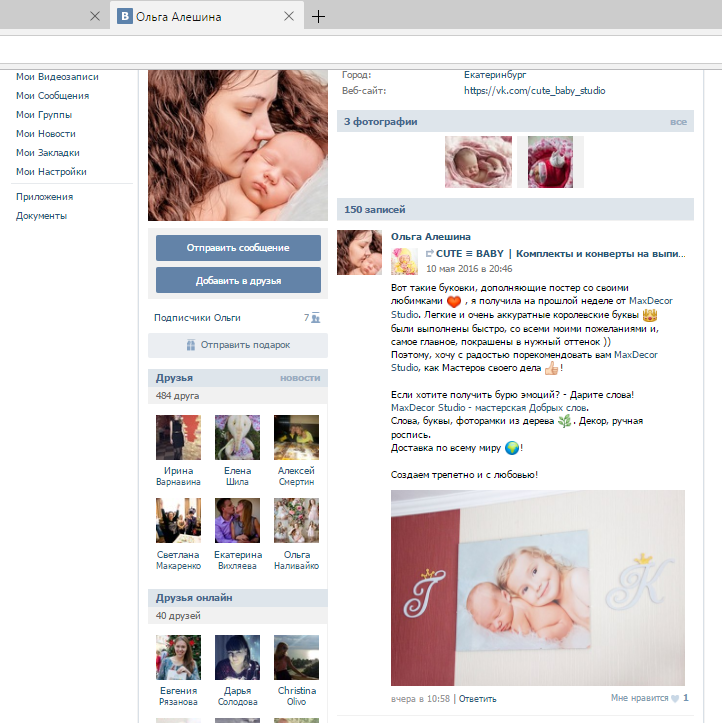 Ольга Алешина
Мои Видеозаписи
Мои Сообщения
Мои Группы
Мои Новости
Мои Закладки
Мои Настройки
Приложения
Документы
Отправить сообщение
Добавить в друзья
Подписчики Ольги 7
Отправить подарок
Друзья новости
484 друга
Ирина
Варнавина
Елена
Шила
Алексей
Смертин
Светлана
Макаренко
Екатерина
Вихляева
Ольга
Наливайко
Друзья онлайн
40 друзей
Евгения
Рязанова
Дарья
Солодова
Christina
Olivo
Город: Екатеринбург
Веб-сайт: https://vk.com/cute_baby_studio
3 фотографии все
150 записей
Ольга Алешина
CUTE ≡ BABY | Комплекты и конверты на выпи...
10 мая 2016 в 20:46
Вот такие буковки, дополняющие постер со своими
любимками , я получила на прошлой неделе от MaxDecor
Studio. Легкие и очень аккуратные королевские буквы
были выполнены быстро, со всеми моими пожеланиями и,
самое главное, покрашены в нужный оттенок ))
Поэтому, хочу с радостью порекомендовать вам MaxDecor
Studio, как Мастеров своего дела !
Если хотите получить бурю эмоций? - Дарите слова!
MaxDecor Studio - мастерская Добрых слов.
Слова, буквы, фоторамки из дерева . Декор, ручная
роспись.
Доставка по всему миру !
Создаем трепетно и с любовью!
Т К
вчера в 10:58 | Ответить Мне нравится 1